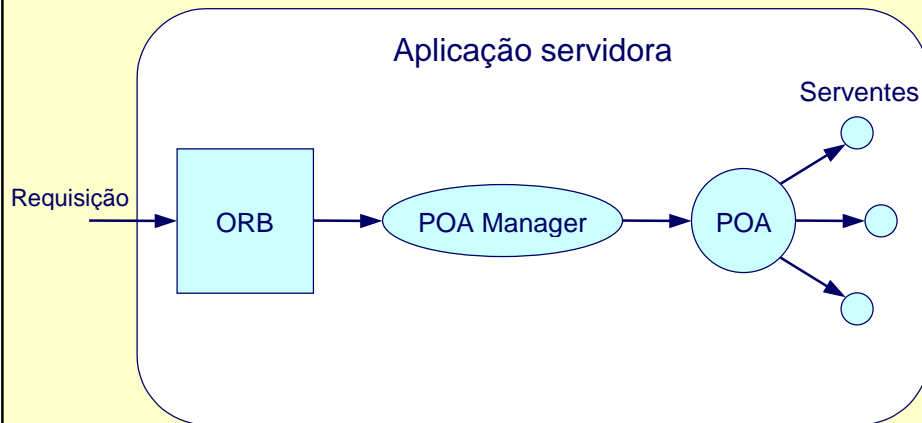 Aplicação servidora
Serventes
Requisição
ORB
POA Manager
POA